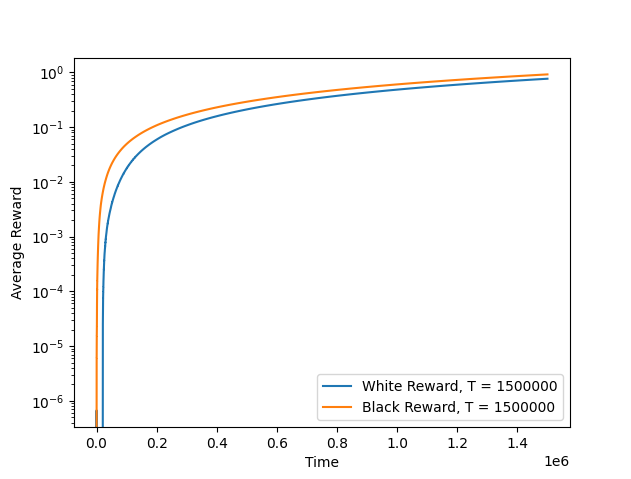 10^0
10^-1
10^-2
10^-3
10^-4
10^-5
10^-6
Average Reward
White Reward, T = 1500000
Black Reward, T = 1500000
0.0 0.2 0.4 0.6 0.8 1.0 1.2 1.4
Time
1e6